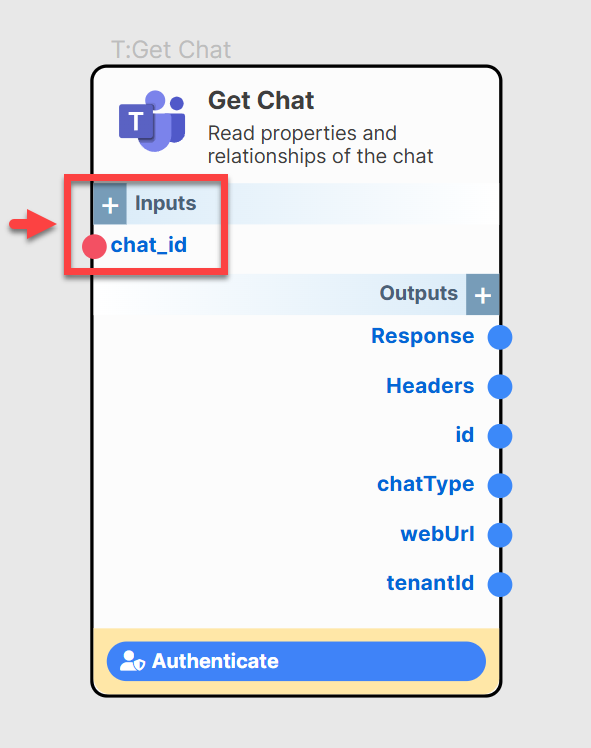 T:Get Chat
Get Chat
T
Read properties and
relationships of the chat
+ Inputs
chat_id
Outputs +
Response
Headers
id
chatType
webUrl
tenantId
Authenticate